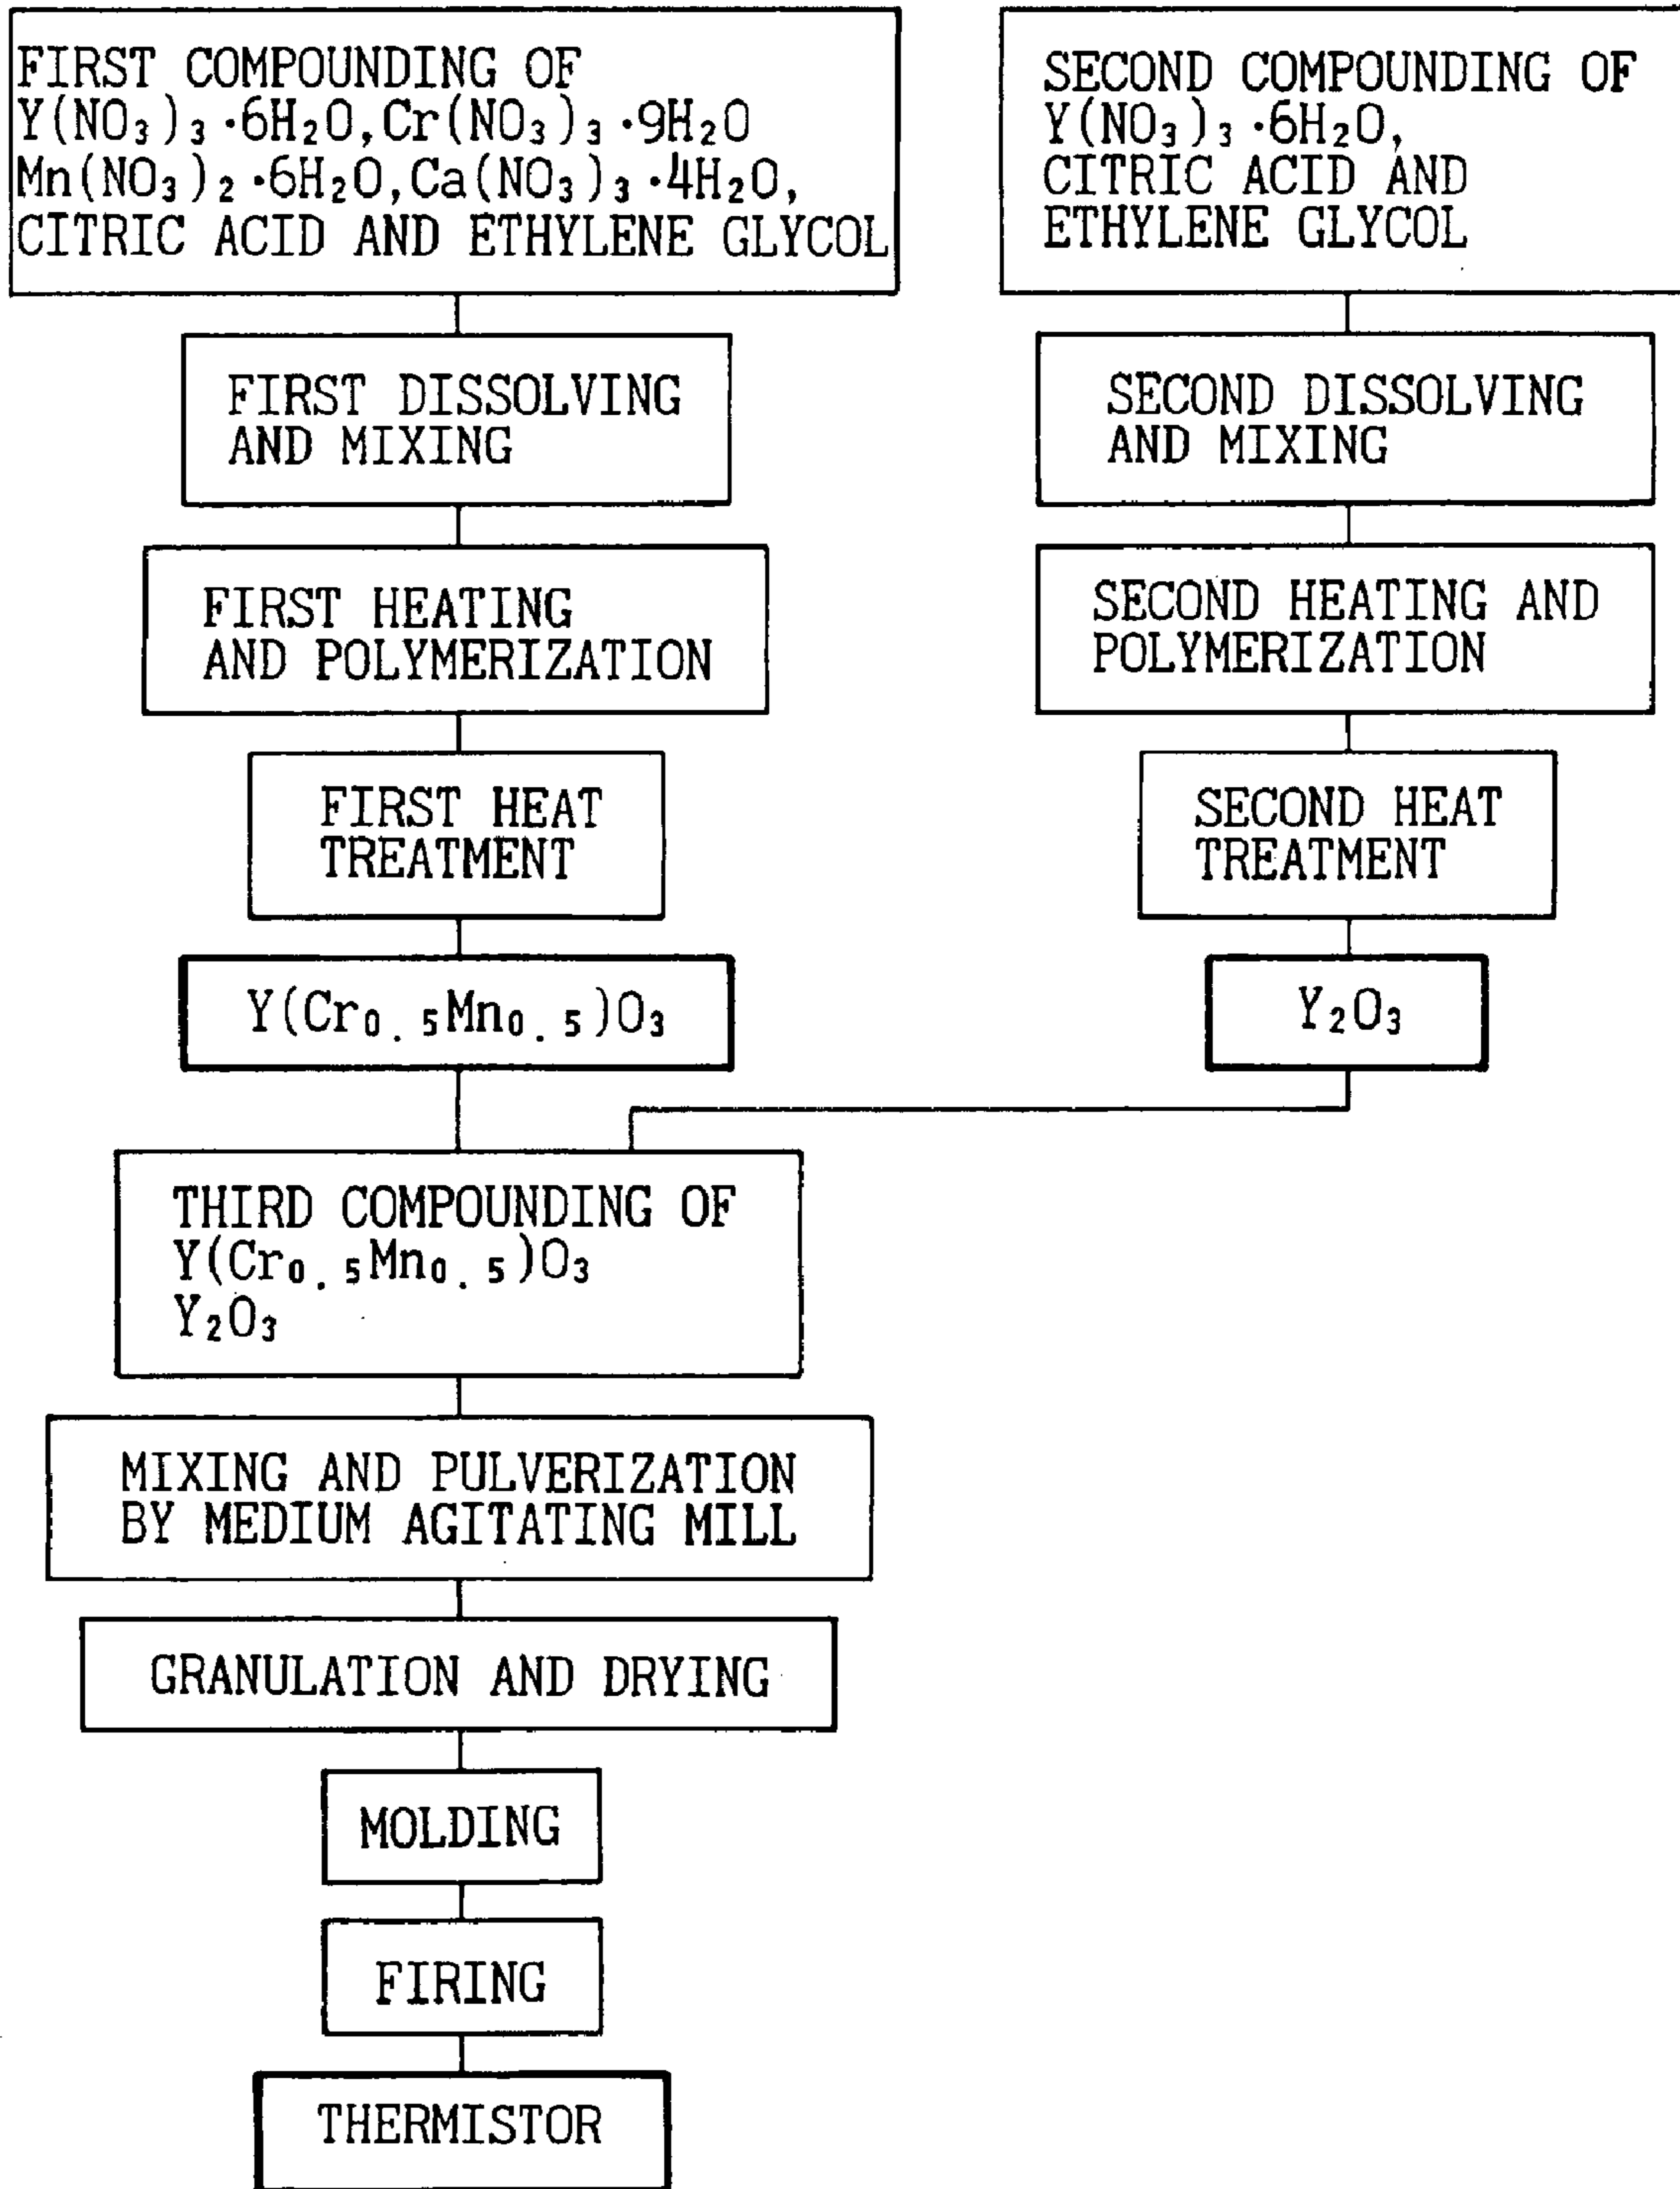 FIRST COMPOUNDING OF
Y(NO₃)₃·6H₂O,Cr(NO₃)₃·9H₂O
Mn(NO₃)₂·6H₂O,Ca(NO₃)₃·4H₂O,
CITRIC ACID AND ETHYLENE GLYCOL
FIRST DISSOLVING
AND MIXING
FIRST HEATING
AND POLYMERIZATION
FIRST HEAT
TREATMENT
Y(Cr₀.₅Mn₀.₅)O₃
SECOND COMPOUNDING OF
Y(NO₃)₃·6H₂O,
CITRIC ACID AND
ETHYLENE GLYCOL
SECOND DISSOLVING
AND MIXING
SECOND HEATING AND
POLYMERIZATION
SECOND HEAT
TREATMENT
Y₂O₃
THIRD COMPOUNDING OF
Y(Cr₀.₅Mn₀.₅)O₃
Y₂O₃
MIXING AND PULVERIZATION
BY MEDIUM AGITATING MILL
GRANULATION AND DRYING
MOLDING
FIRING
THERMISTOR